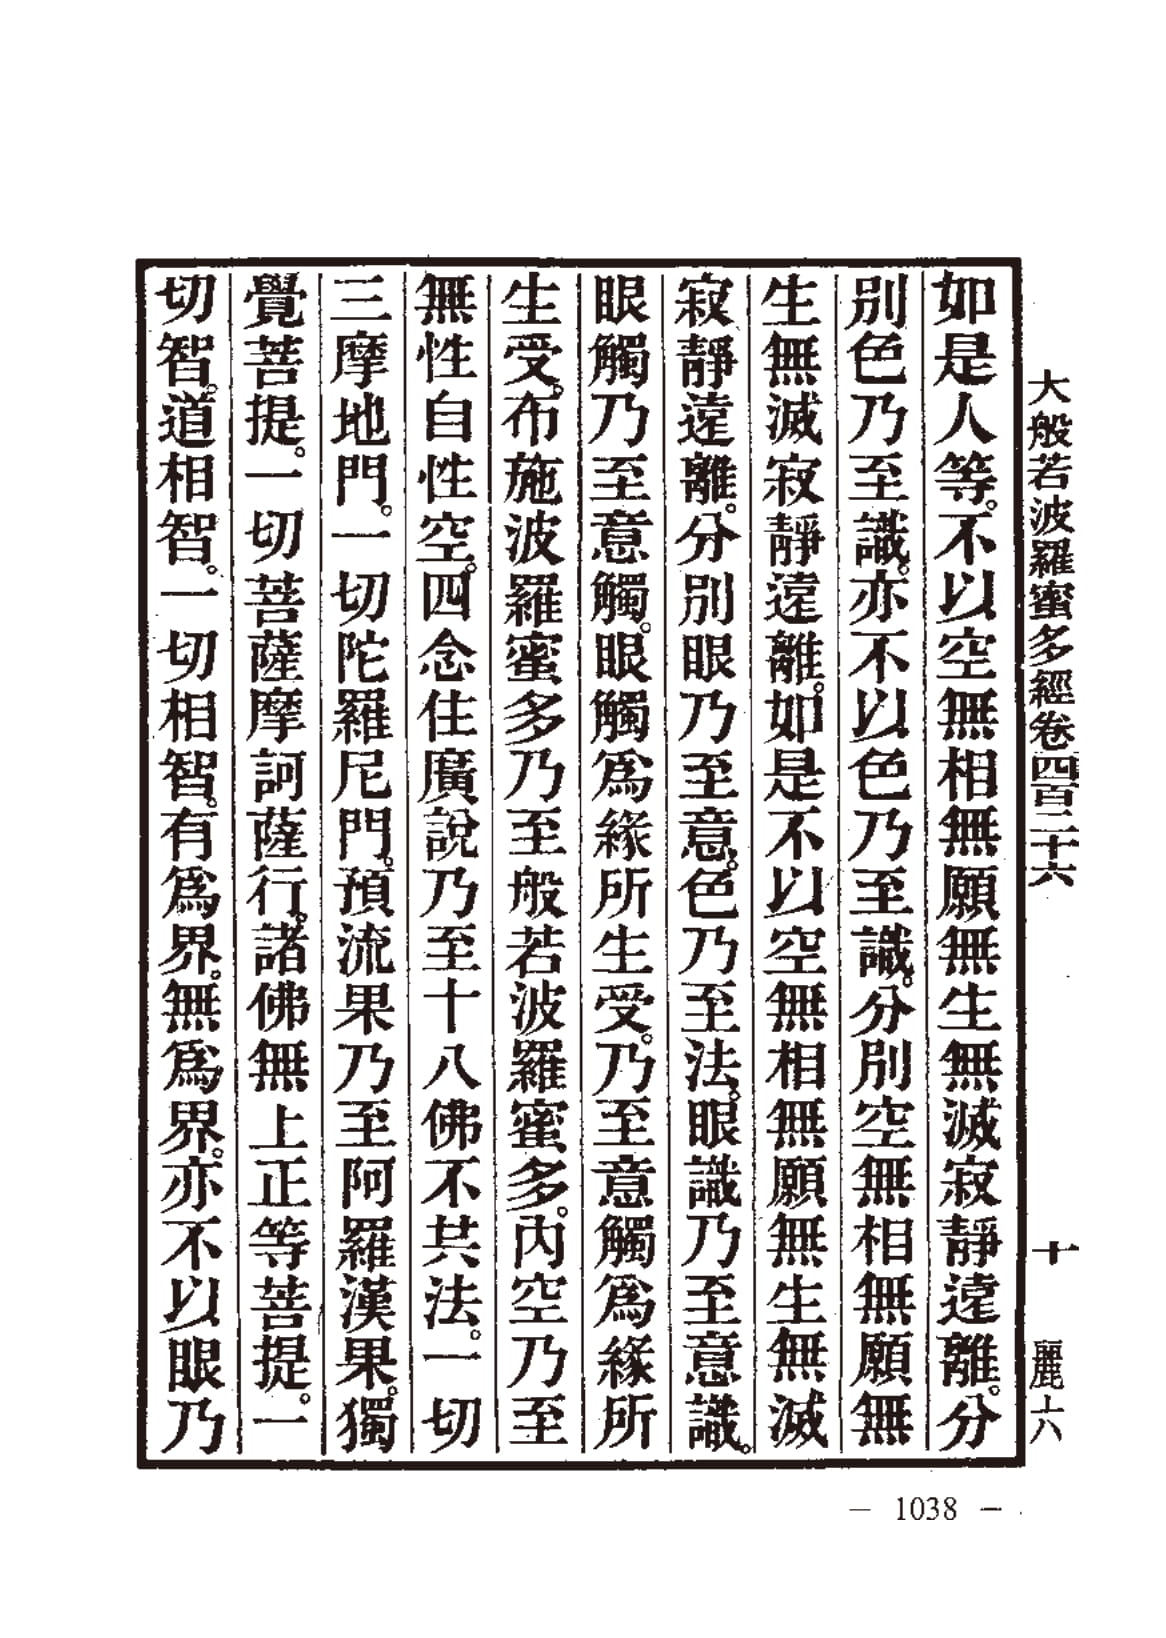 大般若波羅蜜多經卷四百二十六　十　麗六
如是人等。不以空無相無願無生無滅寂靜遠離。分
別色乃至識。亦不以色乃至識。分別空無相無願無
生無滅寂靜遠離。如是不以空無相無願無生無滅
寂靜遠離。分別眼乃至意。色乃至法。眼識乃至意識。
眼觸乃至意觸。眼觸爲緣所生受。乃至意觸爲緣所
生受。布施波羅蜜多乃至般若波羅蜜多。內空乃至
無性自性空。四念住廣說乃至十八佛不共法。一切
三摩地門。一切陀羅尼門。預流果乃至阿羅漢果。獨
覺菩提。一切菩薩摩訶薩行。諸佛無上正等菩提。一
切智。道相智。一切相智。有爲界。無爲界。亦不以眼乃
— 1038 —